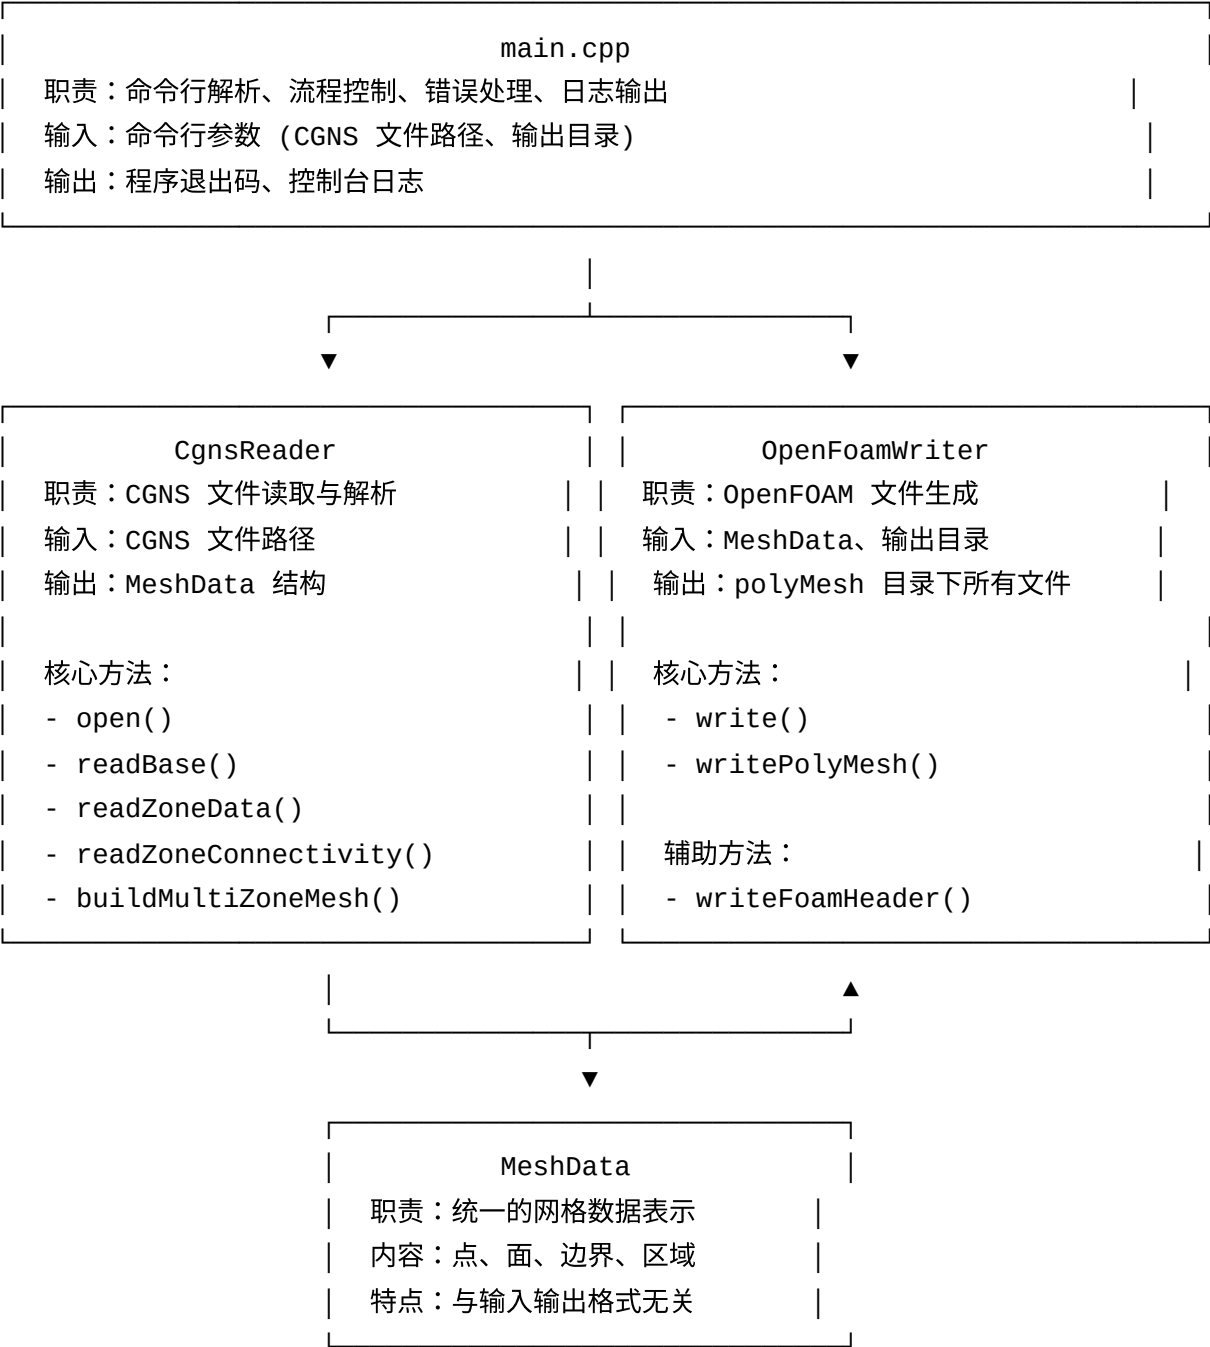 main.cpp
职责：命令行解析、流程控制、错误处理、日志输出
输入：命令行参数 (CGNS 文件路径、输出目录)
输出：程序退出码、控制台日志
CgnsReader
职责：CGNS 文件读取与解析
输入：CGNS 文件路径
输出：MeshData 结构
核心方法：
- open()
- readBase()
- readZoneData()
- readZoneConnectivity()
- buildMultiZoneMesh()
OpenFoamWriter
职责：OpenFOAM 文件生成
输入：MeshData、输出目录
输出：polyMesh 目录下所有文件
核心方法：
- write()
- writePolyMesh()
辅助方法：
- writeFoamHeader()
MeshData
职责：统一的网格数据表示
内容：点、面、边界、区域
特点：与输入输出格式无关